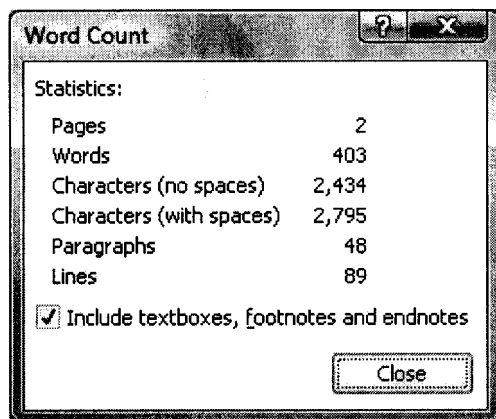 Word Count
Statistics:
Pages 2
Words 403
Characters (no spaces) 2,434
Characters (with spaces) 2,795
Paragraphs 48
Lines 89
Include textboxes, footnotes and endnotes
Close